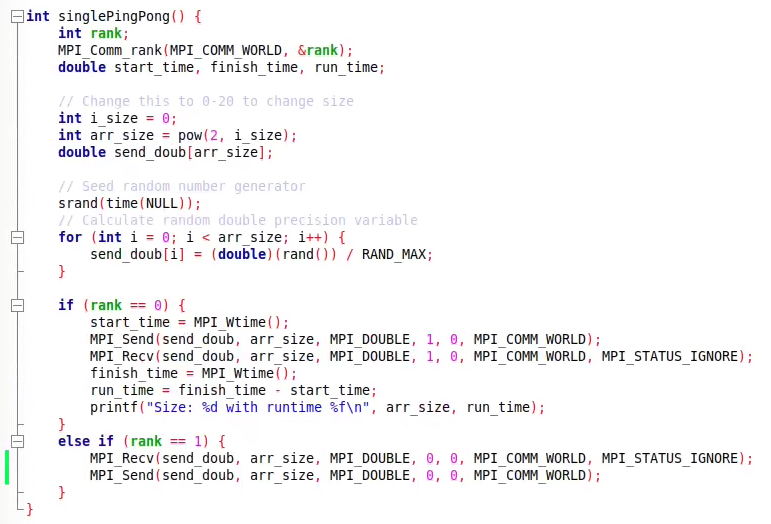 int singlePingPong() {
    int rank;
    MPI_Comm_rank(MPI_COMM_WORLD, &rank);
    double start_time, finish_time, run_time;

    // Change this to 0-20 to change size
    int i_size = 0;
    int arr_size = pow(2, i_size);
    double send_doub[arr_size];

    // Seed random number generator
    srand(time(NULL));
    // Calculate random double precision variable
    for (int i = 0; i < arr_size; i++) {
        send_doub[i] = (double)(rand()) / RAND_MAX;
    }

    if (rank == 0) {
        start_time = MPI_Wtime();
        MPI_Send(send_doub, arr_size, MPI_DOUBLE, 1, 0, MPI_COMM_WORLD);
        MPI_Recv(send_doub, arr_size, MPI_DOUBLE, 1, 0, MPI_COMM_WORLD, MPI_STATUS_IGNORE);
        finish_time = MPI_Wtime();
        run_time = finish_time - start_time;
        printf("Size: %d with runtime %f\n", arr_size, run_time);
    }
    else if (rank == 1) {
        MPI_Recv(send_doub, arr_size, MPI_DOUBLE, 0, 0, MPI_COMM_WORLD, MPI_STATUS_IGNORE);
        MPI_Send(send_doub, arr_size, MPI_DOUBLE, 0, 0, MPI_COMM_WORLD);
    }
}